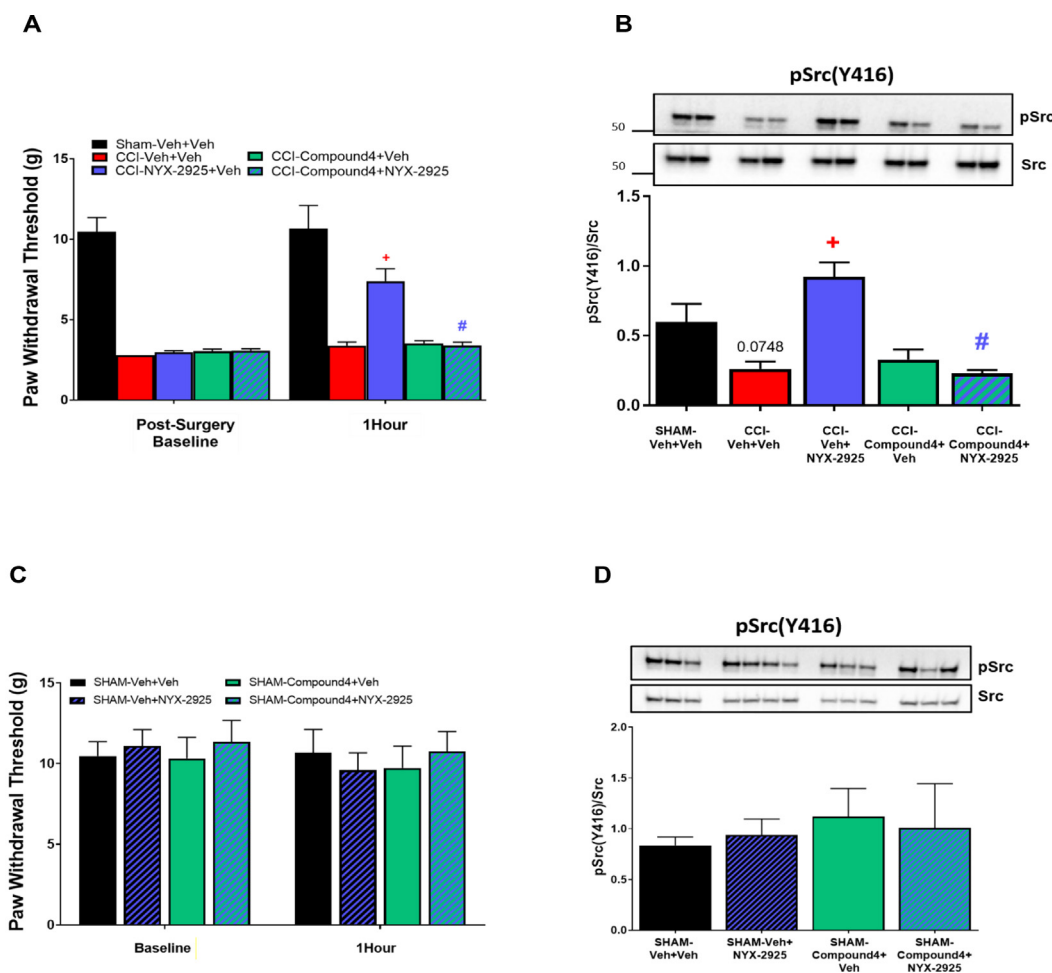 A
Sham-Veh+Veh
CCI-Veh+Veh
CCI-NYX-2925+Veh
CCI-Compound4+Veh
CCI-Compound4+NYX-2925
Paw Withdrawal Threshold (g)
15
10
5
0
+
#
Post-Surgery
Baseline
1Hour
B
pSrc(Y416)
50
pSrc
50
Src
pSrc(Y416)/Src
1.5
1.0
0.5
0.0
0.0748
+
#
SHAM-
Veh+Veh
CCI-
Veh+Veh
CCI-
Veh+
NYX-2925
CCI-
Compound4+
Veh
CCI-
Compound4+
NYX-2925
C
SHAM-Veh+Veh
SHAM-Veh+NYX-2925
SHAM-Compound4+Veh
SHAM-Compound4+NYX-2925
Paw Withdrawal Threshold (g)
15
10
5
0
Baseline
1Hour
D
pSrc(Y416)
pSrc
Src
pSrc(Y416)/Src
2.0
1.5
1.0
0.5
0.0
SHAM-
Veh+Veh
SHAM-Veh+
NYX-2925
SHAM-
Compound4+
Veh
SHAM-
Compound4+
NYX-2925